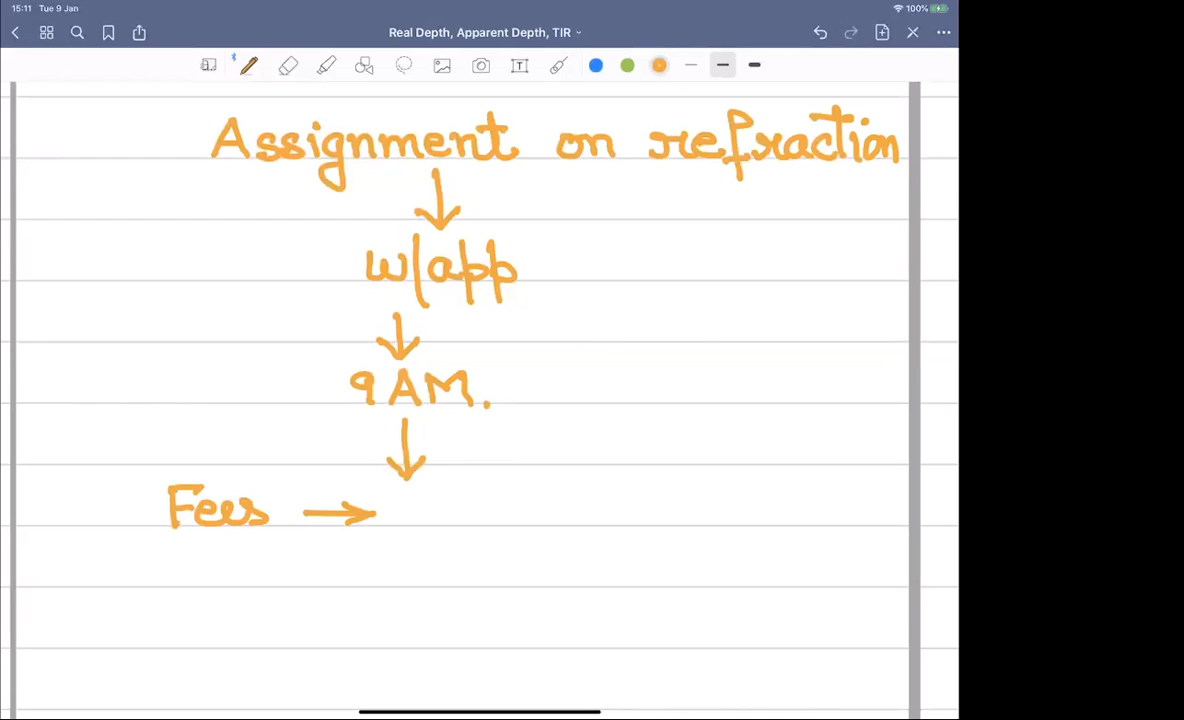 15:11 Tue 9 Jan 100%
Real Depth, Apparent Depth, TIR
Assignment on refraction
w/app
9 AM.
Fees →